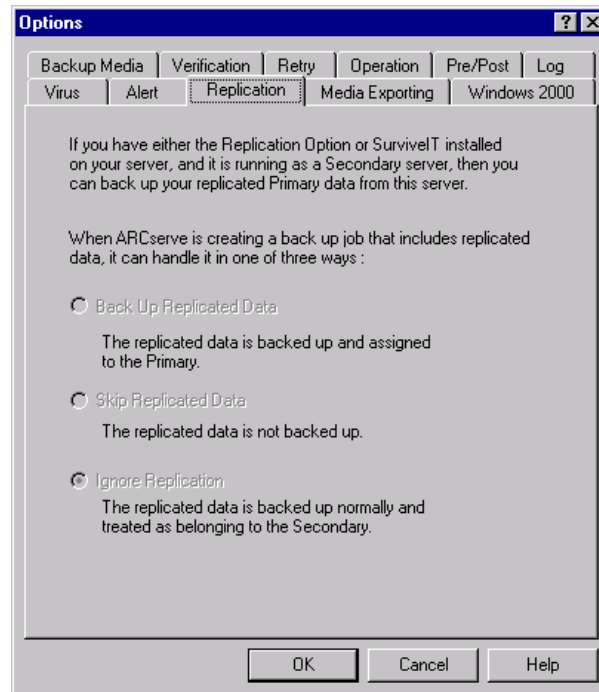 Options
Backup Media Verification Retry Operation Pre/Post Log
Virus Alert Replication Media Exporting Windows 2000
If you have either the Replication Option or SurviveIT installed
on your server, and it is running as a Secondary server, then you
can back up your replicated Primary data from this server.
When ARCserve is creating a back up job that includes replicated
data, it can handle it in one of three ways :
Back Up Replicated Data
The replicated data is backed up and assigned
to the Primary.
Skip Replicated Data
The replicated data is not backed up.
Ignore Replication
The replicated data is backed up normally and
treated as belonging to the Secondary.
OK Cancel Help